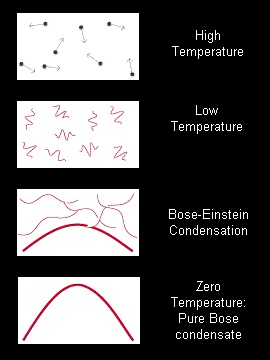 High
Temperature
Low
Temperature
Bose-Einstein
Condensation
Zero
Temperature:
Pure Bose
condensate